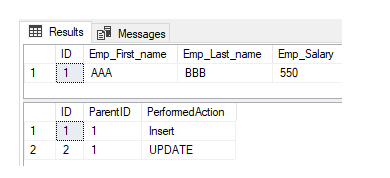 Results Messages
ID Emp_First_name Emp_Last_name Emp_Salary
1 1 AAA BBB 550
ID ParentID PerformedAction
1 1 1 Insert
2 2 1 UPDATE